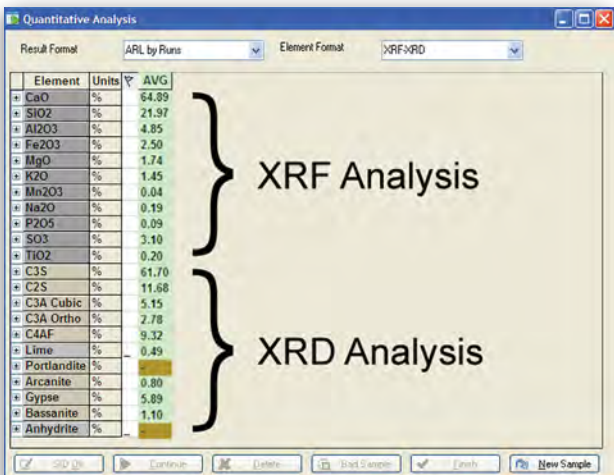 Quantitative Analysis
Result Format ARL by Runs Element Format XRF-XRD
Element Units AVG
CaO % 64.89
SiO2 % 21.97
Al2O3 % 4.85
Fe2O3 % 2.50
MgO % 1.74
K2O % 1.45
Mn2O3 % 0.04
Na2O % 0.19
P2O5 % 0.09
SO3 % 3.10
TiO2 % 0.20
XRF Analysis
C3S % 61.70
C2S % 11.68
C3A Cubic % 5.15
C3A Ortho % 2.78
C4AF % 9.32
Lime % _ 0.49
Portlandite % -
Arcanite % 0.80
Gypse % 5.89
Bassanite % 1.10
Anhydrite % _ -
XRD Analysis
Continue Delete Bad Sample Finish New Sample